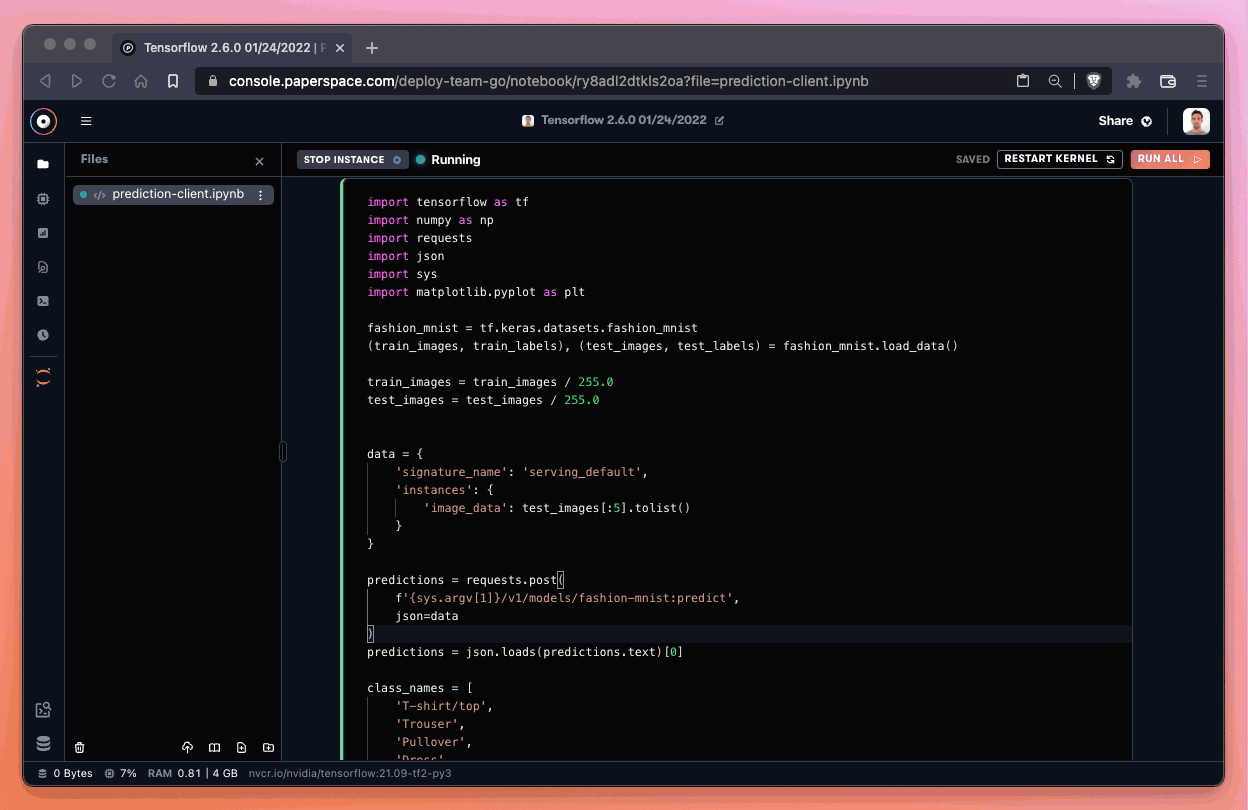 Tensorflow 2.6.0 01/24/2022 | P
console.paperspace.com/deploy-team-go/notebook/ry8adl2dtkls2oa?file=prediction-client.ipynb
Tensorflow 2.6.0 01/24/2022
Share
Files
STOP INSTANCE
Running
SAVED
RESTART KERNEL
RUN ALL
prediction-client.ipynb
import tensorflow as tf
import numpy as np
import requests
import json
import sys
import matplotlib.pyplot as plt
fashion_mnist = tf.keras.datasets.fashion_mnist
(train_images, train_labels), (test_images, test_labels) = fashion_mnist.load_data()
train_images = train_images / 255.0
test_images = test_images / 255.0
data = {
    'signature_name': 'serving_default',
    'instances': {
        'image_data': test_images[:5].tolist()
    }
}
predictions = requests.post(
    f'{sys.argv[1]}/v1/models/fashion-mnist:predict',
    json=data
)
predictions = json.loads(predictions.text)[0]
class_names = [
    'T-shirt/top',
    'Trouser',
    'Pullover',
    'Dress',
0 Bytes
7%
RAM 0.81 | 4 GB
nvcr.io/nvidia/tensorflow:21.09-tf2-py3